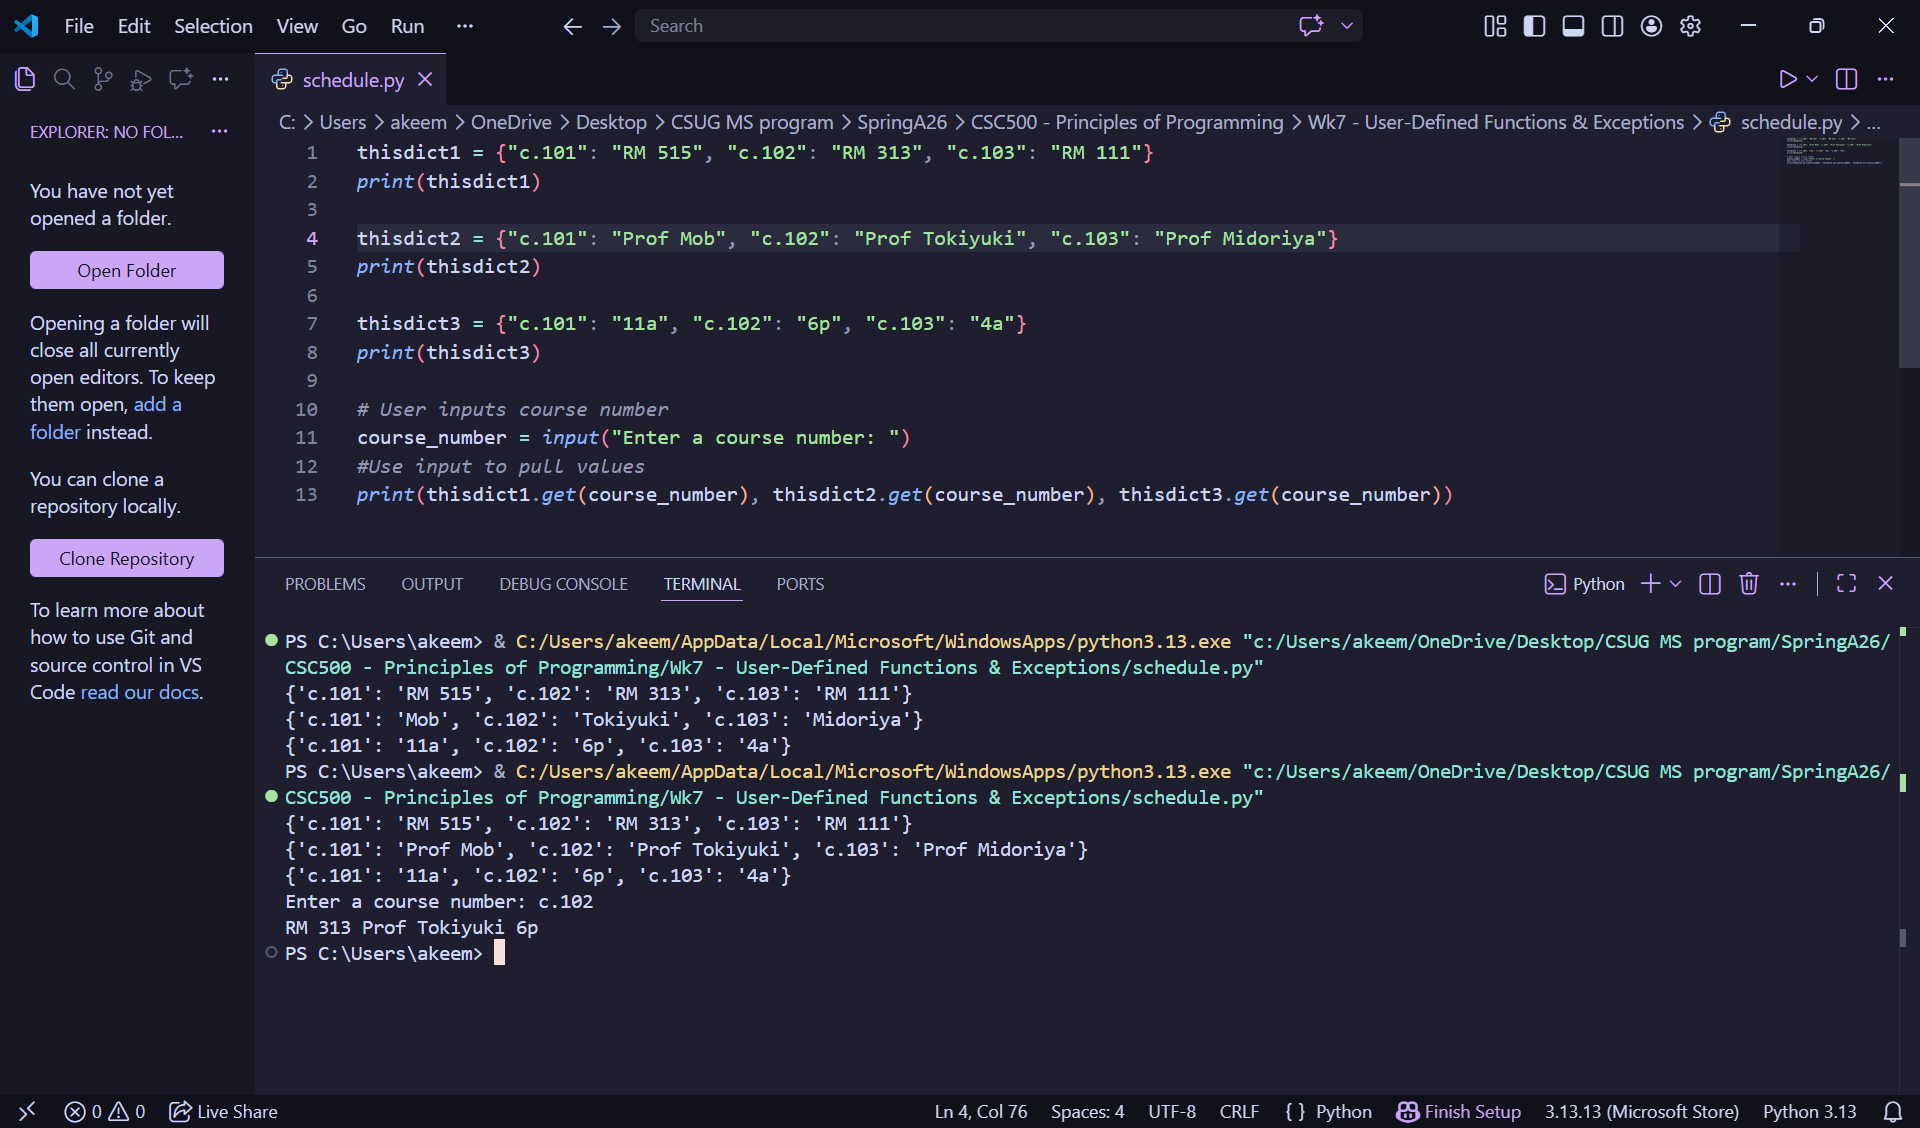 File Edit Selection View Go Run ···
Search
schedule.py
EXPLORER: NO FOL... ···
You have not yet
opened a folder.
Open Folder
Opening a folder will
close all currently
open editors. To keep
them open, add a
folder instead.
You can clone a
repository locally.
Clone Repository
To learn more about
how to use Git and
source control in VS
Code read our docs.
C: > Users > akeem > OneDrive > Desktop > CSUG MS program > SpringA26 > CSC500 - Principles of Programming > Wk7 - User-Defined Functions & Exceptions > schedule.py > ...
1 thisdict1 = {"c.101": "RM 515", "c.102": "RM 313", "c.103": "RM 111"}
2 print(thisdict1)
3
4 thisdict2 = {"c.101": "Prof Mob", "c.102": "Prof Tokiyuki", "c.103": "Prof Midoriya"}
5 print(thisdict2)
6
7 thisdict3 = {"c.101": "11a", "c.102": "6p", "c.103": "4a"}
8 print(thisdict3)
9
10 # User inputs course number
11 course_number = input("Enter a course number: ")
12 #Use input to pull values
13 print(thisdict1.get(course_number), thisdict2.get(course_number), thisdict3.get(course_number))
PROBLEMS OUTPUT DEBUG CONSOLE TERMINAL PORTS
Python
PS C:\Users\akeem> & C:/Users/akeem/AppData/Local/Microsoft/WindowsApps/python3.13.exe "c:/Users/akeem/OneDrive/Desktop/CSUG MS program/SpringA26/
CSC500 - Principles of Programming/Wk7 - User-Defined Functions & Exceptions/schedule.py"
{'c.101': 'RM 515', 'c.102': 'RM 313', 'c.103': 'RM 111'}
{'c.101': 'Mob', 'c.102': 'Tokiyuki', 'c.103': 'Midoriya'}
{'c.101': '11a', 'c.102': '6p', 'c.103': '4a'}
PS C:\Users\akeem> & C:/Users/akeem/AppData/Local/Microsoft/WindowsApps/python3.13.exe "c:/Users/akeem/OneDrive/Desktop/CSUG MS program/SpringA26/
CSC500 - Principles of Programming/Wk7 - User-Defined Functions & Exceptions/schedule.py"
{'c.101': 'RM 515', 'c.102': 'RM 313', 'c.103': 'RM 111'}
{'c.101': 'Prof Mob', 'c.102': 'Prof Tokiyuki', 'c.103': 'Prof Midoriya'}
{'c.101': '11a', 'c.102': '6p', 'c.103': '4a'}
Enter a course number: c.102
RM 313 Prof Tokiyuki 6p
PS C:\Users\akeem>
0 0 Live Share Ln 4, Col 76 Spaces: 4 UTF-8 CRLF { } Python Finish Setup 3.13.13 (Microsoft Store) Python 3.13